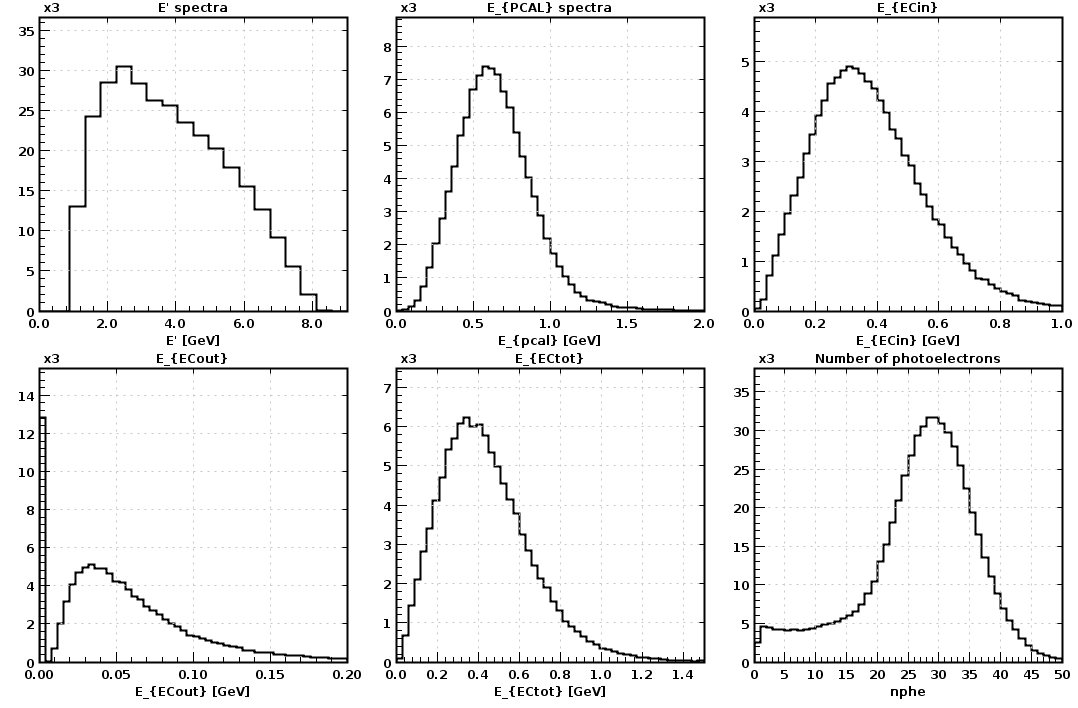 x3 E' spectra
35
30
25
20
15
10
5
0
0.0 2.0 4.0 6.0 8.0
E' [GeV]
x3 E_{PCAL} spectra
8
7
6
5
4
3
2
1
0
0.0 0.5 1.0 1.5 2.0
E_{pcal} [GeV]
x3 E_{ECin}
5
4
3
2
1
0
0.0 0.2 0.4 0.6 0.8 1.0
E_{ECin} [GeV]
x3 E_{ECout}
14
12
10
8
6
4
2
0
0.00 0.05 0.10 0.15 0.20
E_{ECout} [GeV]
x3 E_{ECtot}
7
6
5
4
3
2
1
0
0.0 0.2 0.4 0.6 0.8 1.0 1.2 1.4
E_{ECtot} [GeV]
x3 Number of photoelectrons
35
30
25
20
15
10
5
0
0 5 10 15 20 25 30 35 40 45 50
nphe